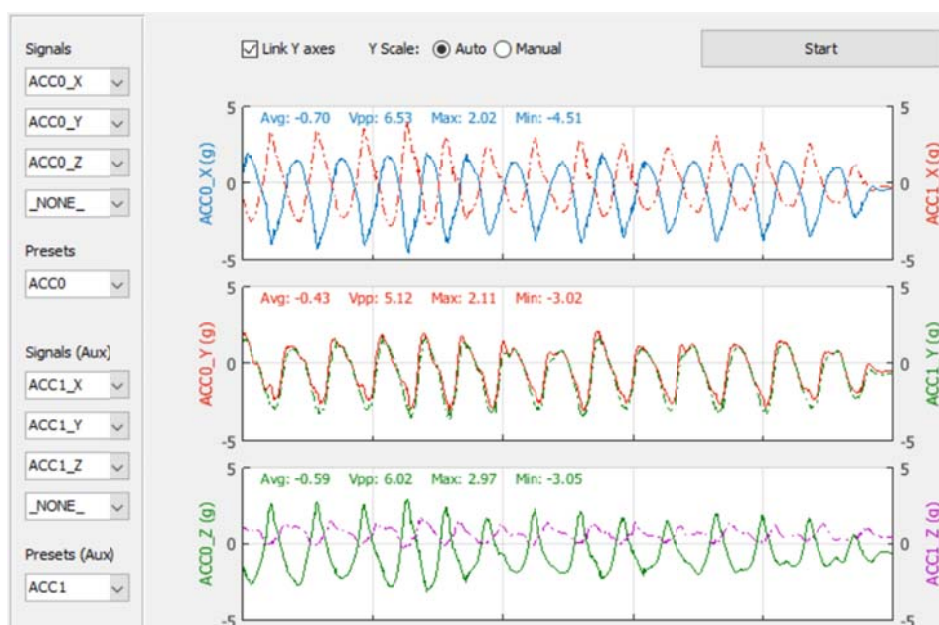 Signals
ACC0_X
ACC0_Y
ACC0_Z
_NONE_
Presets
ACC0
Signals (Aux)
ACC1_X
ACC1_Y
ACC1_Z
_NONE_
Presets (Aux)
ACC1
Link Y axes Y Scale: Auto Manual Start
5 5
Avg: -0.70 Vpp: 6.53 Max: 2.02 Min: -4.51
ACC0_X (g) ACC1_X (g)
0 0
-5 -5
5 5
Avg: -0.43 Vpp: 5.12 Max: 2.11 Min: -3.02
ACC0_Y (g) ACC1_Y (g)
0 0
-5 -5
5 5
Avg: -0.59 Vpp: 6.02 Max: 2.97 Min: -3.05
ACC0_Z (g) ACC1_Z (g)
0 0
-5 -5